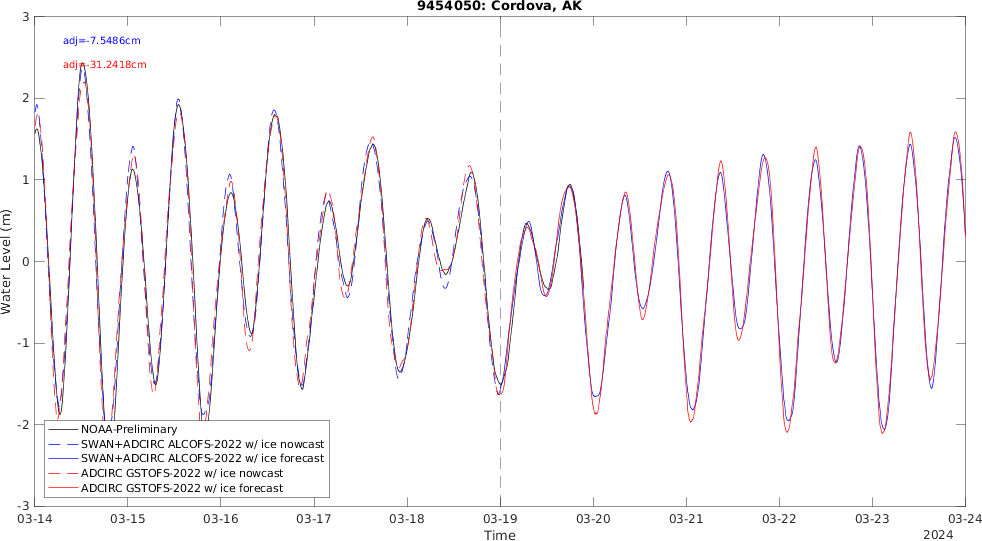 9454050: Cordova, AK
adj=-7.5486cm
adj=-31.2418cm
Water Level (m)
3
2
1
0
-1
-2
-3
NOAA-Preliminary
SWAN+ADCIRC ALCOFS-2022 w/ ice nowcast
SWAN+ADCIRC ALCOFS-2022 w/ ice forecast
ADCIRC GSTOFS-2022 w/ ice nowcast
ADCIRC GSTOFS-2022 w/ ice forecast
03-14 03-15 03-16 03-17 03-18 03-19 03-20 03-21 03-22 03-23 03-24
Time
2024